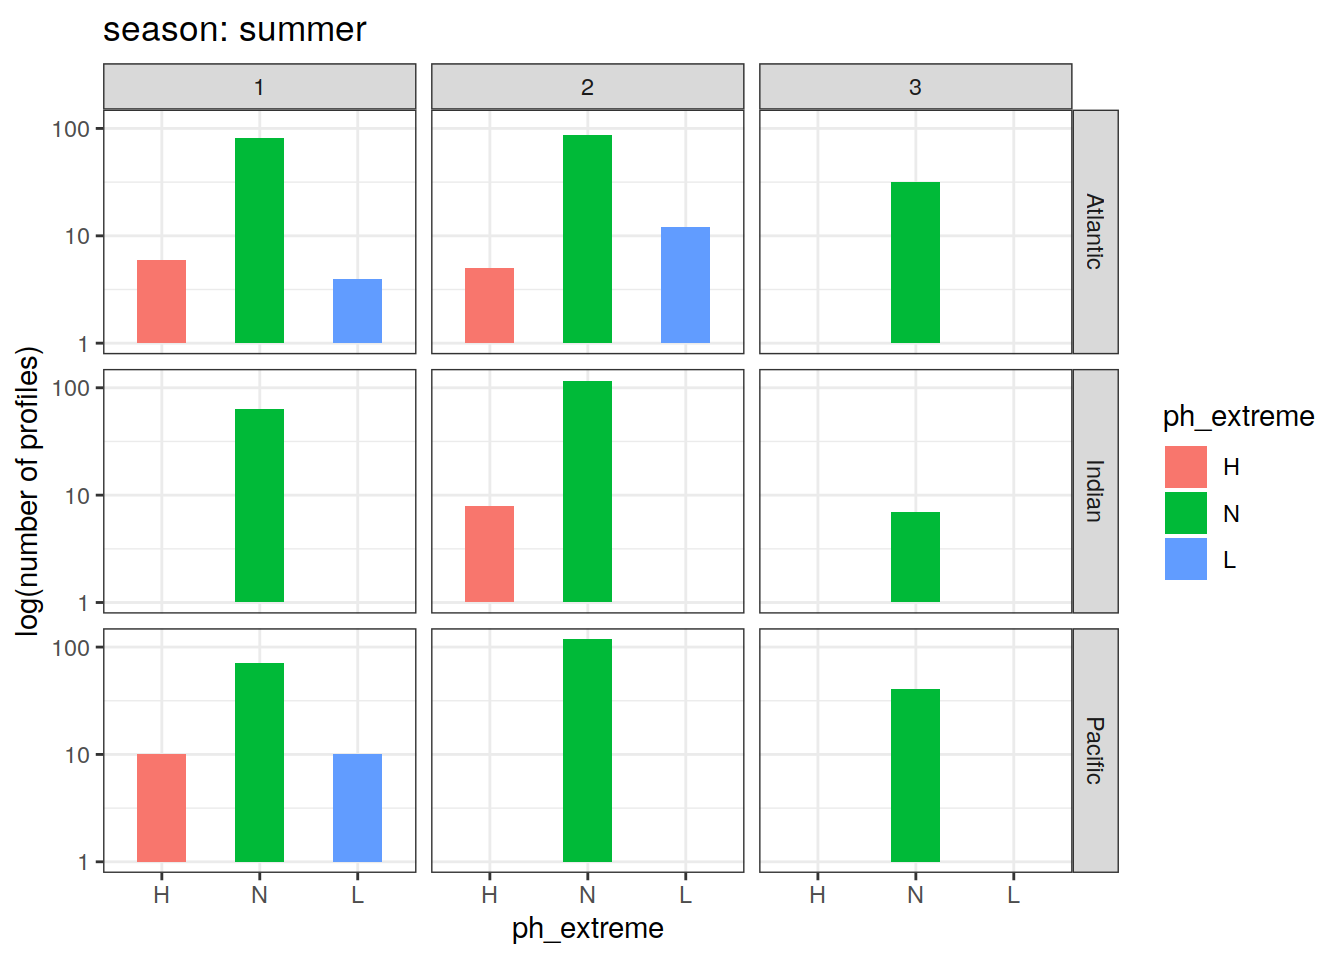 season: summer
1 2 3
100
10
1
Atlantic
100
10
1
Indian
100
10
1
Pacific
H N L H N L H N L
ph_extreme
log(number of profiles)
ph_extreme
H
N
L